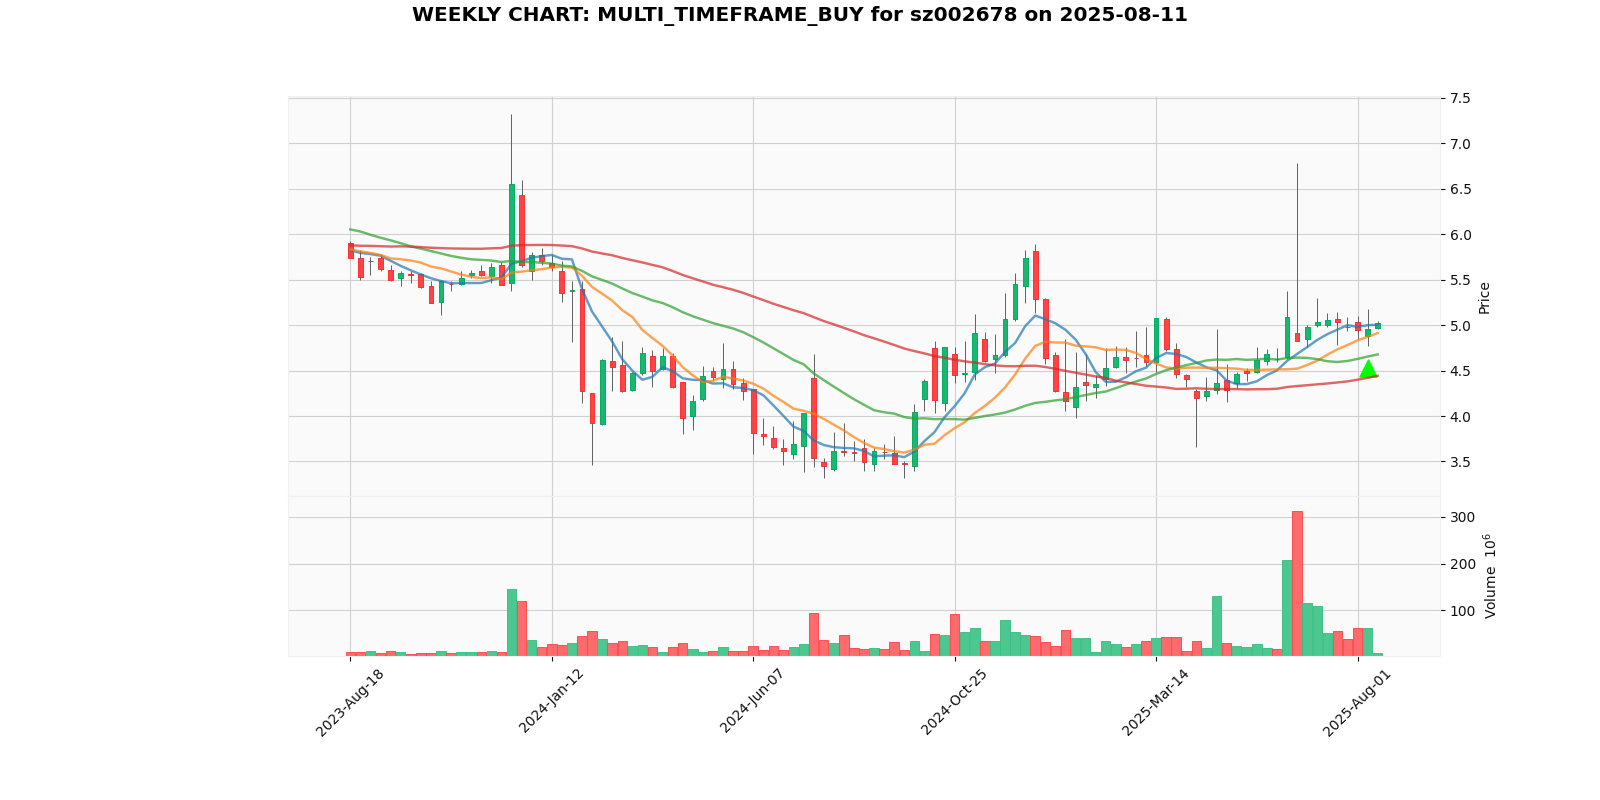 WEEKLY CHART: MULTI_TIMEFRAME_BUY for sz002678 on 2025-08-11
7.5
7.0
6.5
6.0
5.5
5.0
4.5
4.0
3.5
Price
300
200
100
Volume 10^6
2023-Aug-18
2024-Jan-12
2024-Jun-07
2024-Oct-25
2025-Mar-14
2025-Aug-01